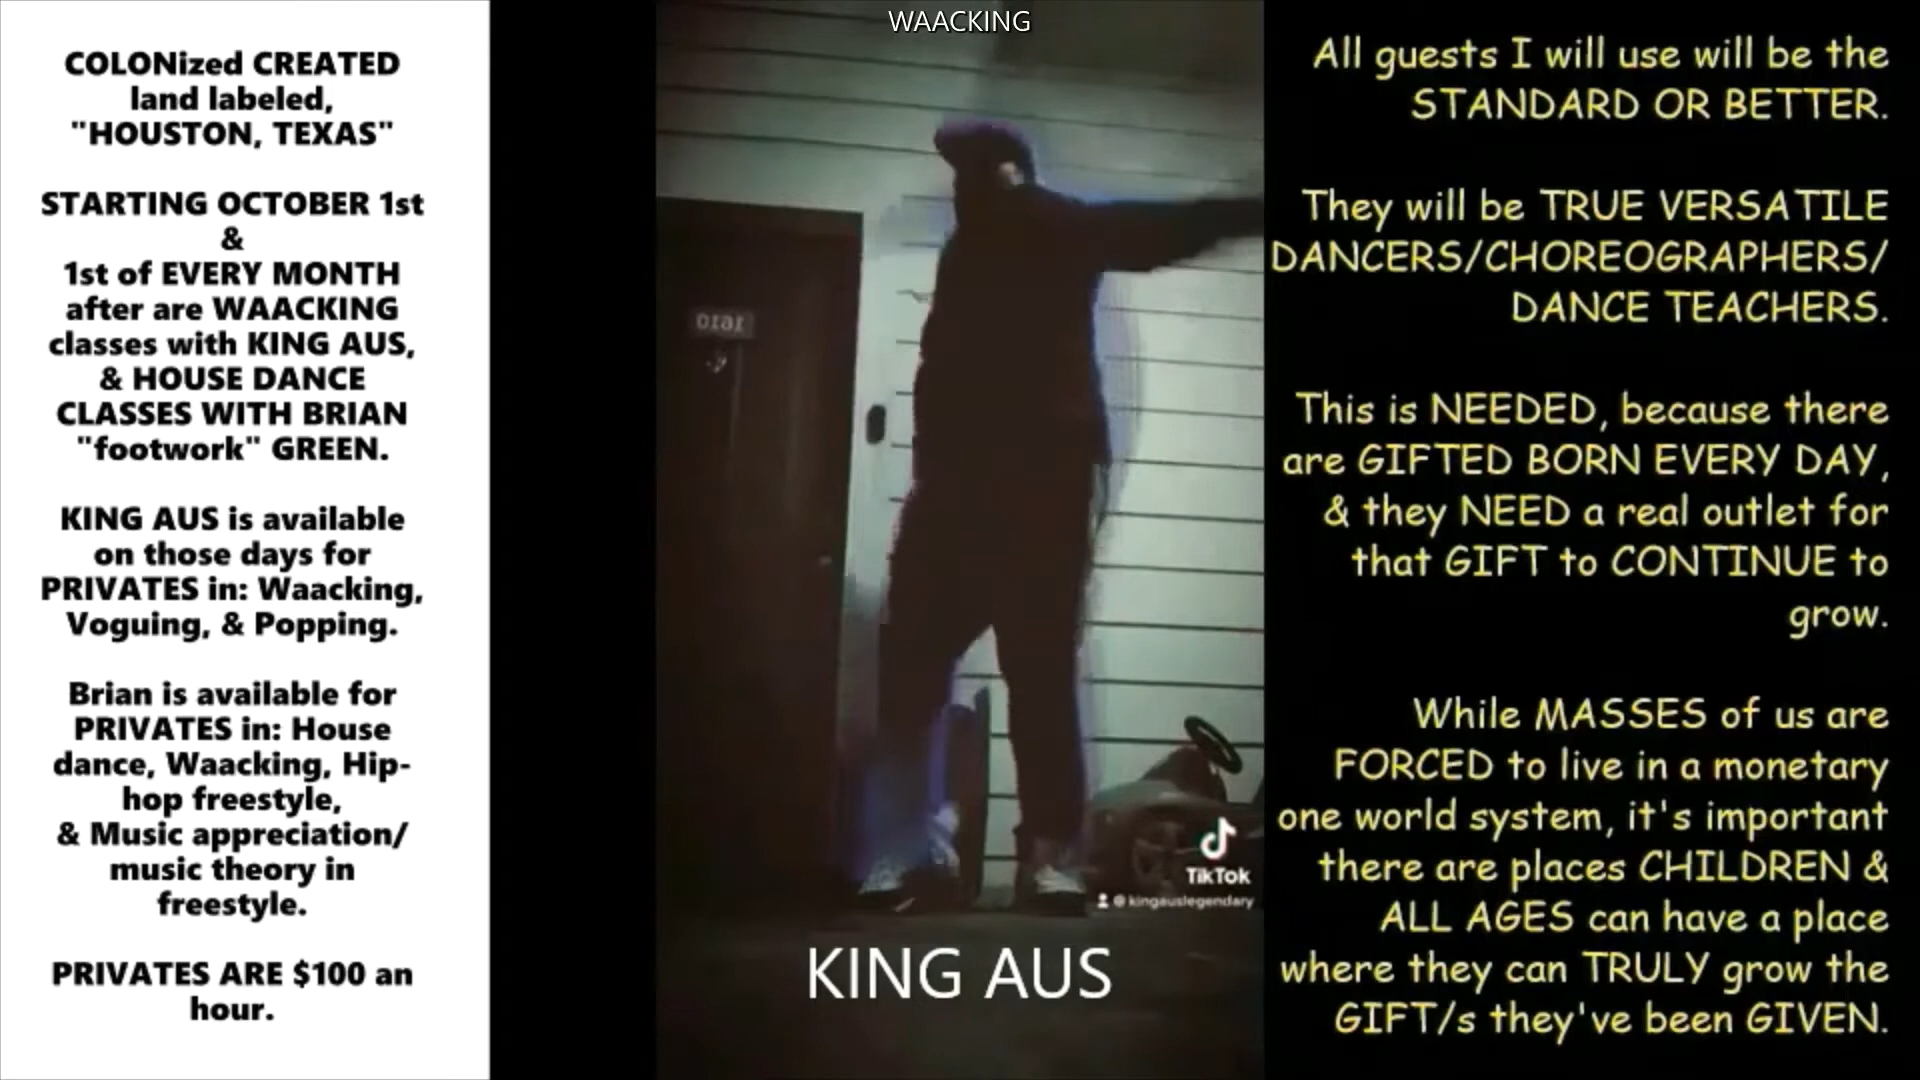 COLONized CREATED
land labeled,
"HOUSTON, TEXAS"
STARTING OCTOBER 1st
&
1st of EVERY MONTH
after are WAACKING
classes with KING AUS,
& HOUSE DANCE
CLASSES WITH BRIAN
"footwork" GREEN.
KING AUS is available
on those days for
PRIVATES in: Waacking,
Voguing, & Popping.
Brian is available for
PRIVATES in: House
dance, Waacking, Hip-
hop freestyle,
& Music appreciation/
music theory in
freestyle.
PRIVATES ARE $100 an
hour.
WAACKING
TikTok
@kingauslegendary
KING AUS
All guests I will use will be the
STANDARD OR BETTER.
They will be TRUE VERSATILE
DANCERS/CHOREOGRAPHERS/
DANCE TEACHERS.
This is NEEDED, because there
are GIFTED BORN EVERY DAY,
& they NEED a real outlet for
that GIFT to CONTINUE to
grow.
While MASSES of us are
FORCED to live in a monetary
one world system, it's important
there are places CHILDREN &
ALL AGES can have a place
where they can TRULY grow the
GIFT/s they've been GIVEN.